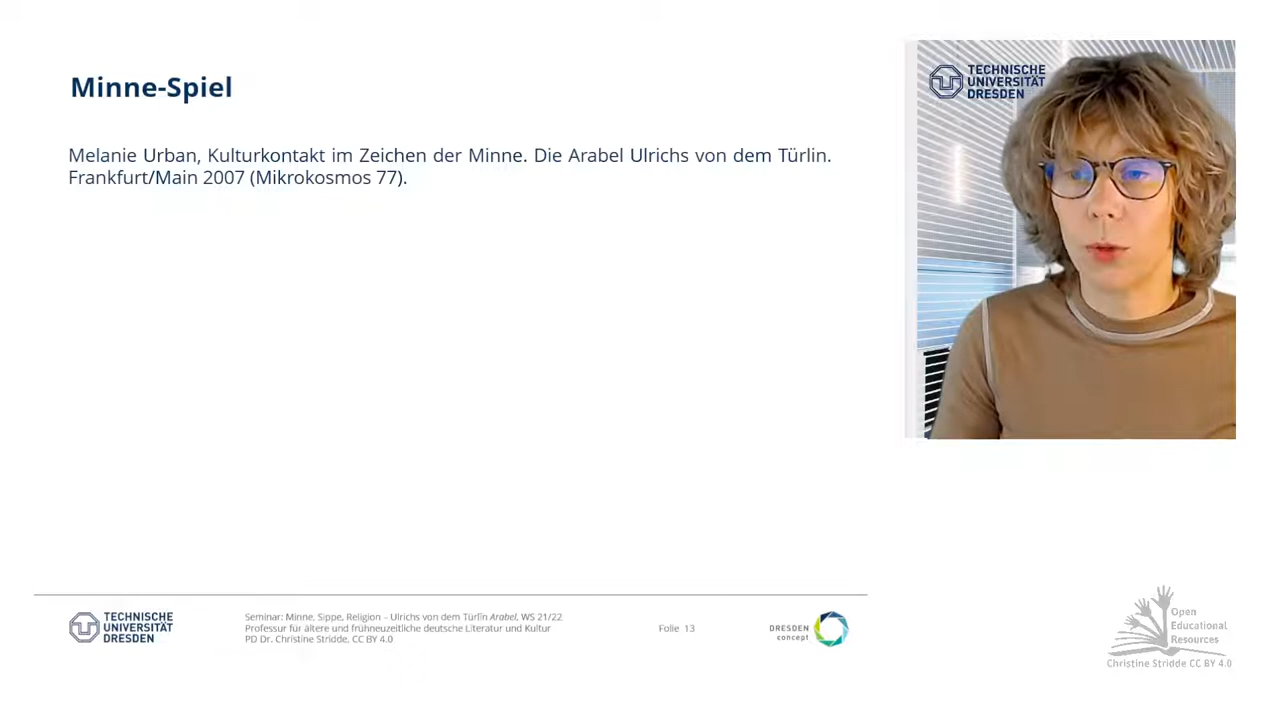 Minne-Spiel
Melanie Urban, Kulturkontakt im Zeichen der Minne. Die Arabel Ulrichs von dem Türlin.
Frankfurt/Main 2007 (Mikrokosmos 77).
TECHNISCHE
UNIVERSITÄT
DRESDEN
TECHNISCHE
UNIVERSITÄT
DRESDEN
Seminar: Minne, Sippe, Religion – Ulrichs von dem Türlîn Arabel, WS 21/22
Professur für ältere und frühneuzeitliche deutsche Literatur und Kultur
PD Dr. Christine Stridde, CC BY 4.0
Folie 13
DRESDEN
concept
Open
Educational
Resources
Christine Stridde CC BY 4.0